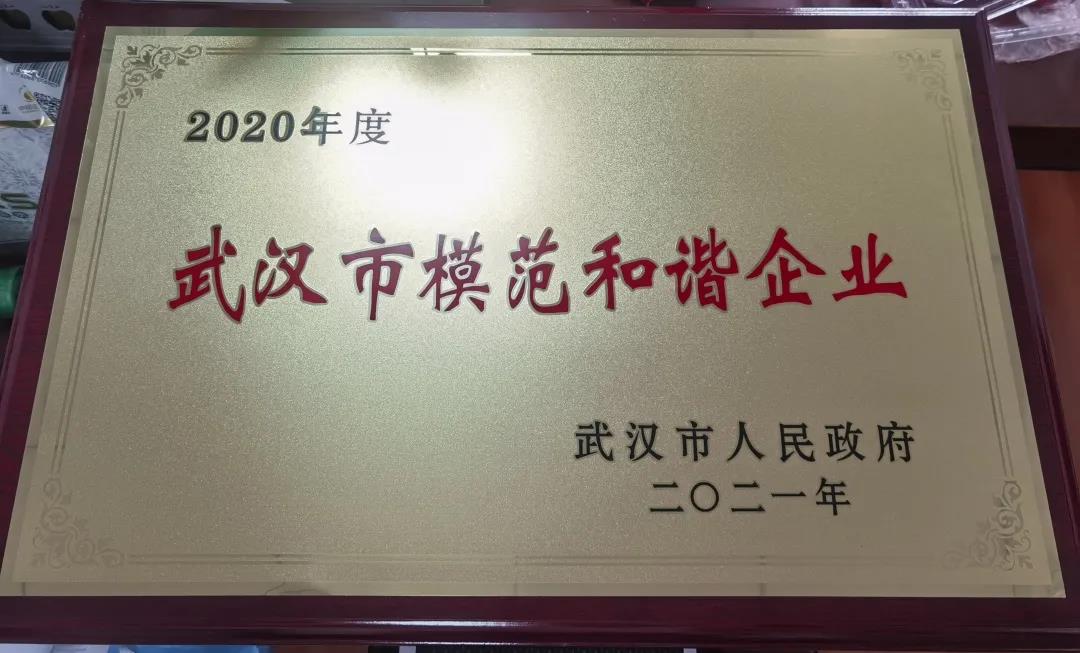 2020年度
武汉市模范和谐企业
武汉市人民政府
二〇二一年